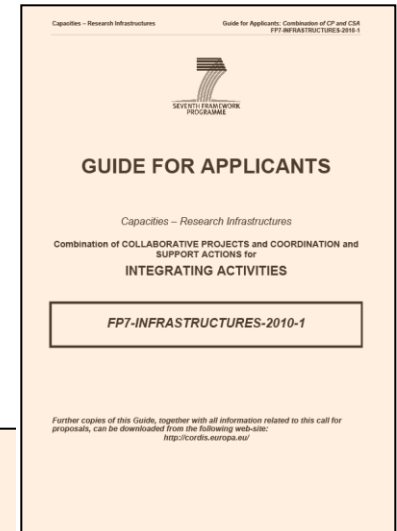 Capacities – Research Infrastructures
Guide for Applicants: Combination of CP and CSA
FP7-INFRASTRUCTURES-2010-1
SEVENTH FRAMEWORK
PROGRAMME
GUIDE FOR APPLICANTS
Capacities – Research Infrastructures
Combination of COLLABORATIVE PROJECTS and COORDINATION and
SUPPORT ACTIONS for
INTEGRATING ACTIVITIES
FP7-INFRASTRUCTURES-2010-1
Further copies of this Guide, together with all information related to this call for
proposals, can be downloaded from the following web-site:
http://cordis.europa.eu/